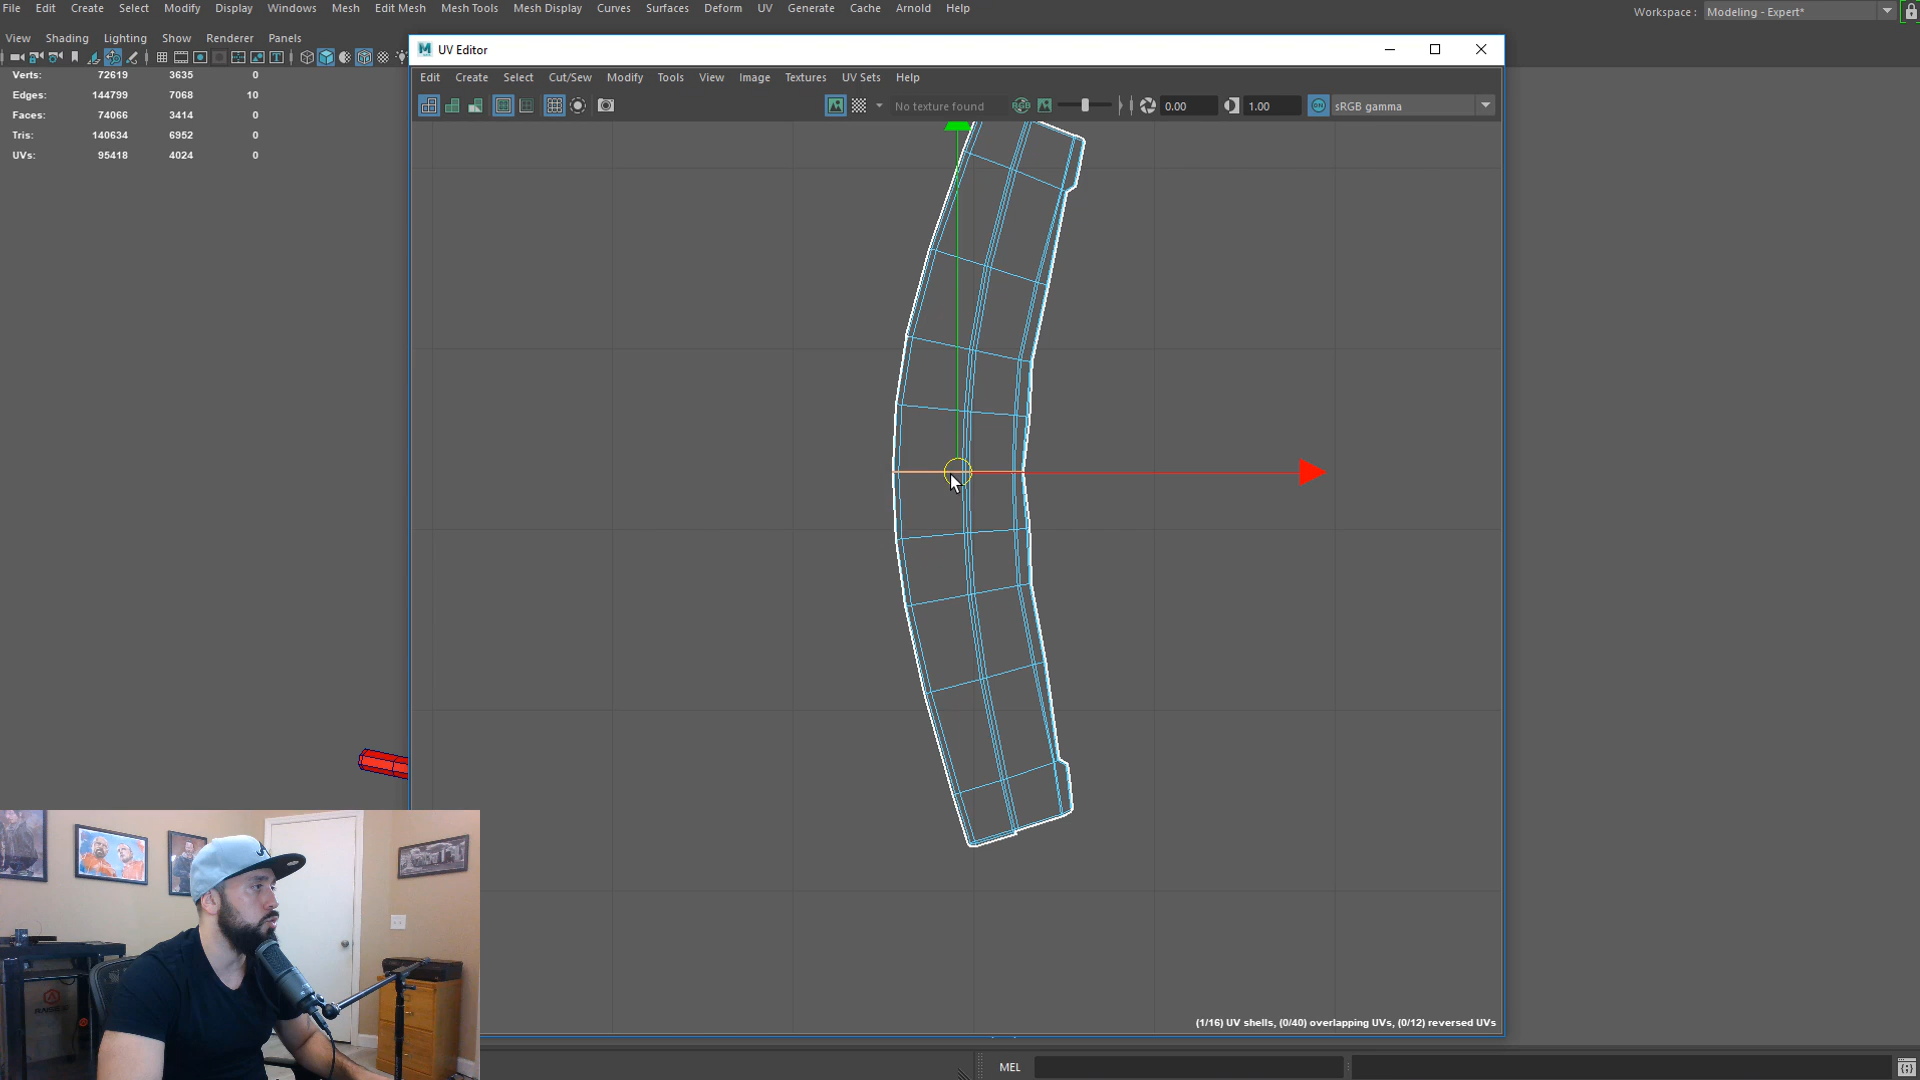 File Edit Create Select Modify Display Windows Mesh Edit Mesh Mesh Tools Mesh Display Curves Surfaces Deform UV Generate Cache Arnold Help
Workspace : Modeling - Expert*
View Shading Lighting Show Renderer Panels
UV Editor
Verts: 72619 3635 0
Edges: 144799 7068 10
Faces: 74066 3414 0
Tris: 140634 6952 0
UVs: 95418 4024 0
Edit Create Select Cut/Sew Modify Tools View Image Textures UV Sets Help
No texture found 0.00 1.00 ON sRGB gamma
(1/16) UV shells, (0/40) overlapping UVs, (0/12) reversed UVs
MEL